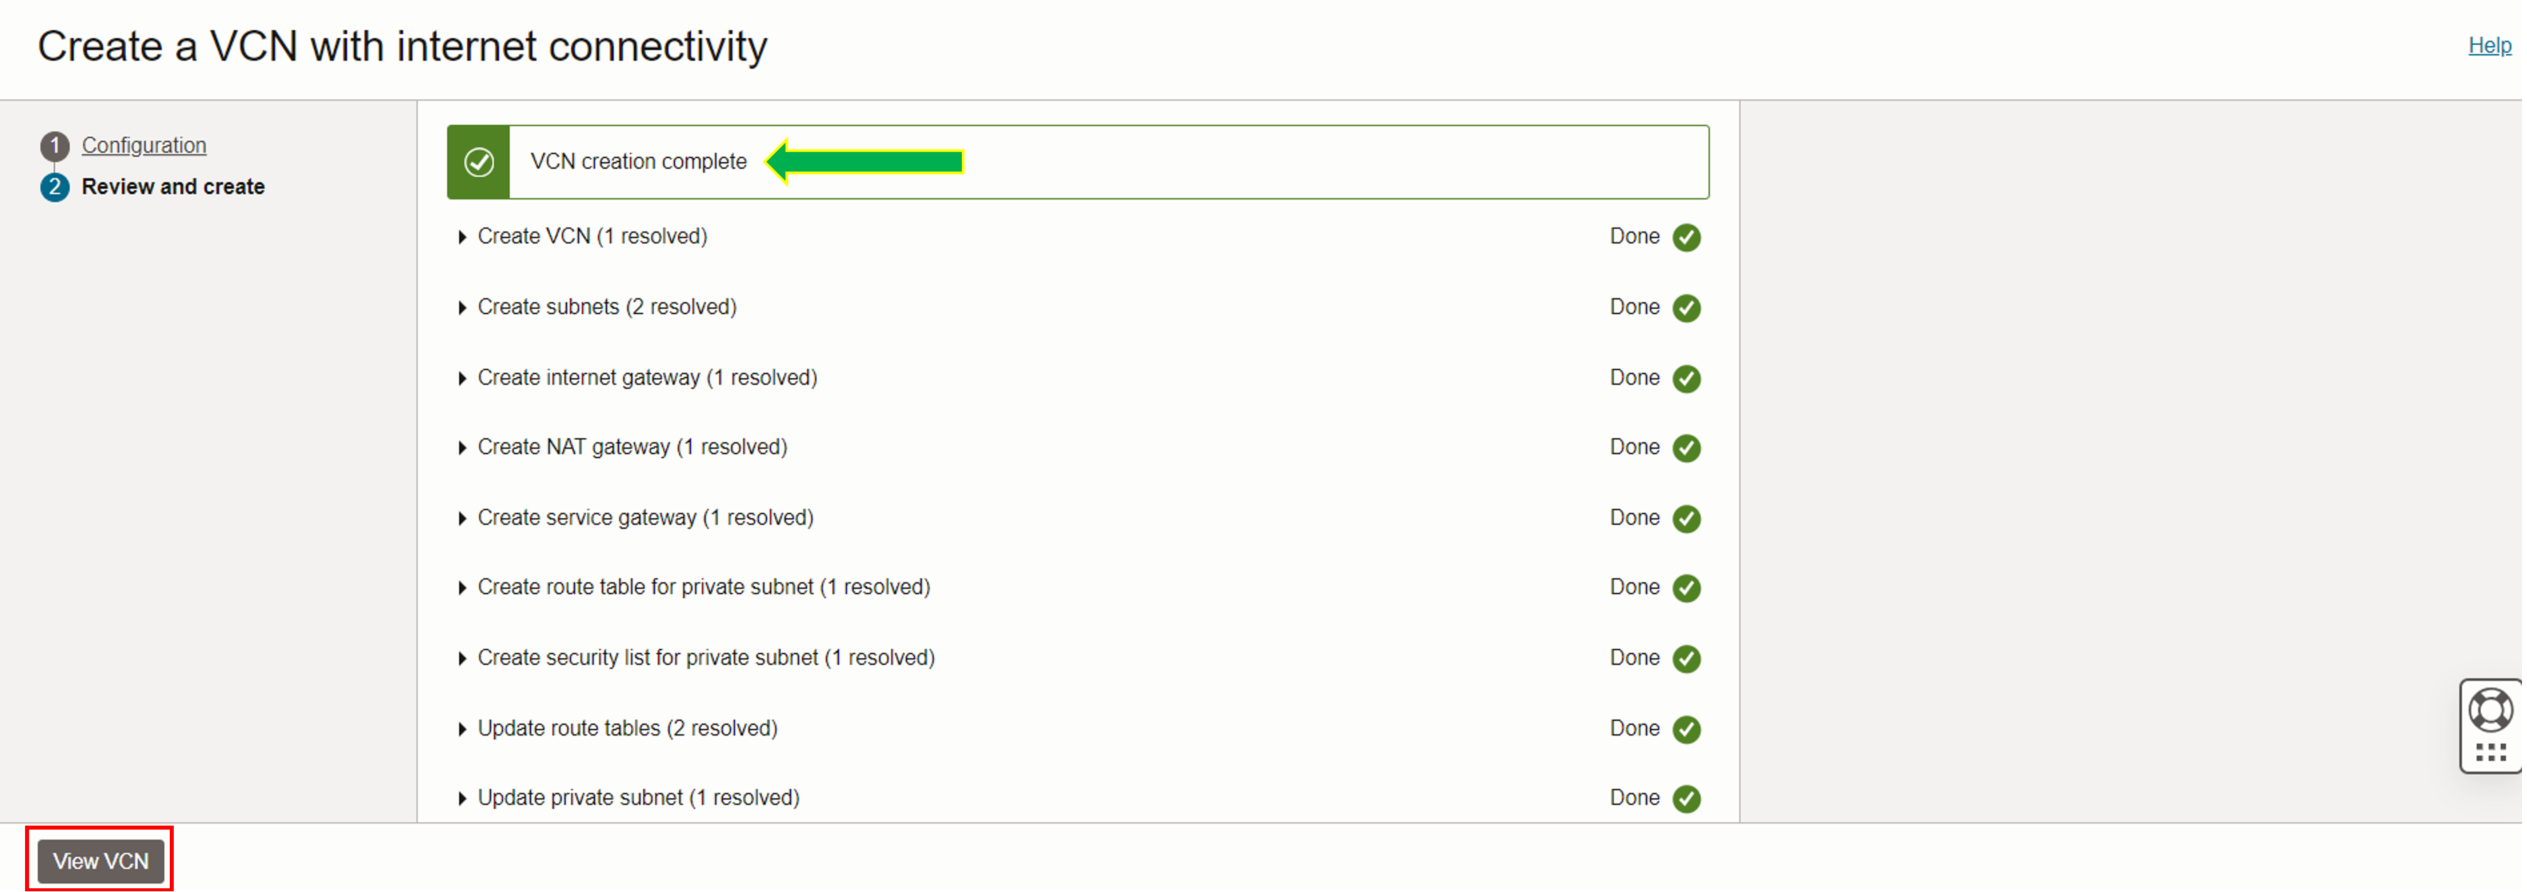 Create a VCN with internet connectivity
Help
1 Configuration
2 Review and create
VCN creation complete
Create VCN (1 resolved) Done
Create subnets (2 resolved) Done
Create internet gateway (1 resolved) Done
Create NAT gateway (1 resolved) Done
Create service gateway (1 resolved) Done
Create route table for private subnet (1 resolved) Done
Create security list for private subnet (1 resolved) Done
Update route tables (2 resolved) Done
Update private subnet (1 resolved) Done
View VCN